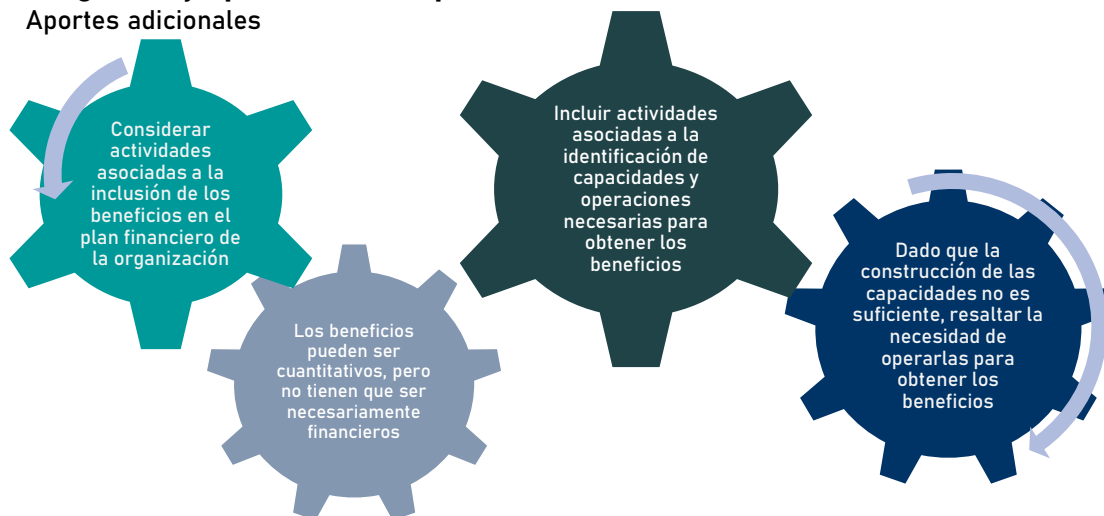 Aportes adicionales
Considerar
actividades
asociadas a la
inclusión de los
beneficios en el
plan financiero de
la organización
Los beneficios
pueden ser
cuantitativos, pero
no tienen que ser
necesariamente
financieros
Incluir actividades
asociadas a la
identificación de
capacidades y
operaciones
necesarias para
obtener los
beneficios
Dado que la
construcción de las
capacidades no es
suficiente, resaltar la
necesidad de
operarlas para
obtener los
beneficios